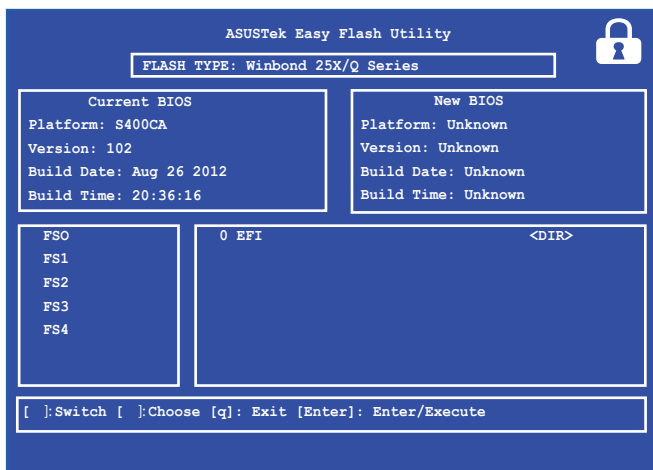 ASUSTek Easy Flash Utility
FLASH TYPE: Winbond 25X/Q Series
Current BIOS
Platform: S400CA
Version: 102
Build Date: Aug 26 2012
Build Time: 20:36:16
New BIOS
Platform: Unknown
Version: Unknown
Build Date: Unknown
Build Time: Unknown
FSO
FS1
FS2
FS3
FS4
0 EFI <DIR>
[ ]:Switch [ ]:Choose [q]: Exit [Enter]: Enter/Execute